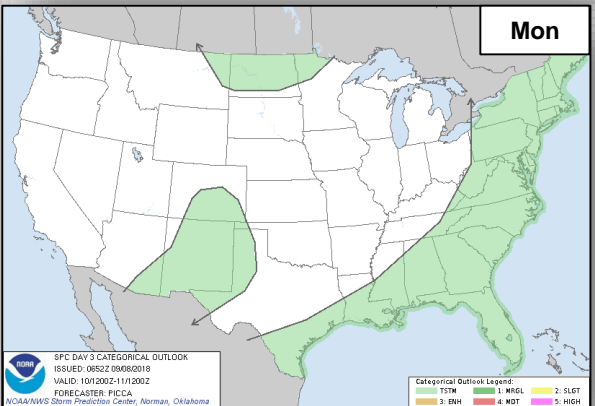 Mon
SPC DAY 3 CATEGORICAL OUTLOOK
ISSUED: 0652Z 09/08/2018
VALID: 10/1200Z-11/1200Z
FORECASTER: PICCA
NOAA/NWS Storm Prediction Center, Norman, Oklahoma
NOAA
Categorical Outlook Legend:
TSTM 1: MRGL 2: SLGT
3: ENH 4: MDT 5: HIGH